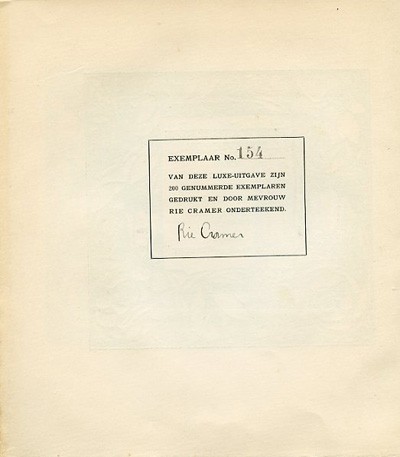 EXEMPLAAR No. 154
VAN DEZE LUXE-UITGAVE ZIJN
200 GENUMMERDE EXEMPLAREN
GEDRUKT EN DOOR MEVROUW
RIE CRAMER ONDERTEEKEND.
Rie Cramer